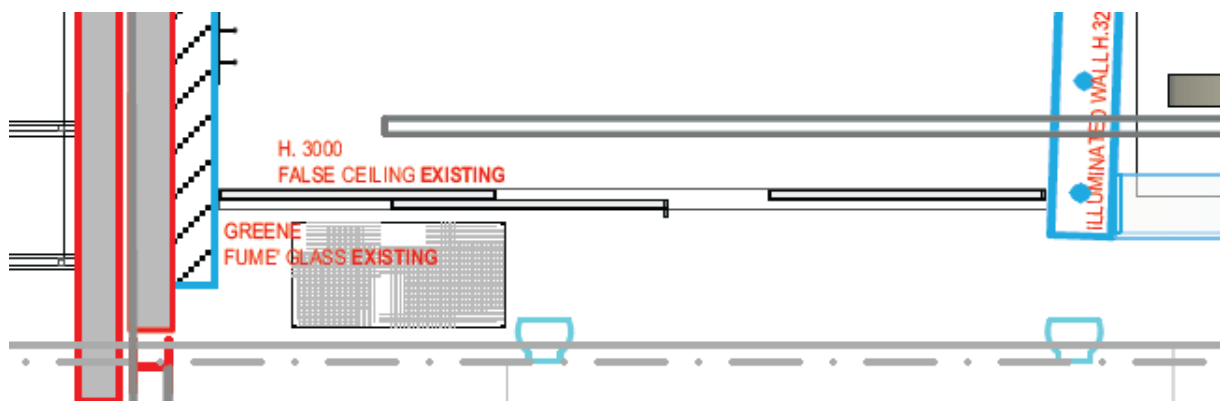 H. 3000
FALSE CEILING EXISTING
GREENE
FUME' GLASS EXISTING
ILLUMINATED WALL H.32